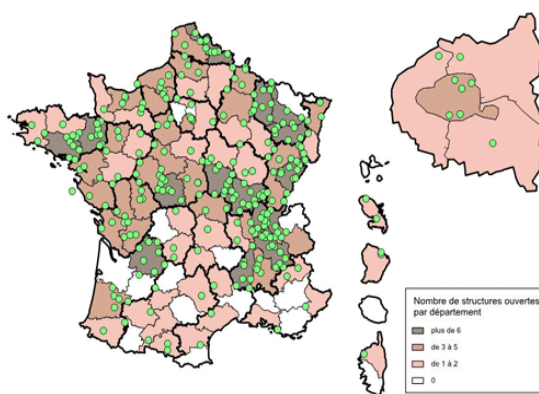 Nombre de structures ouvertes
par département
plus de 6
de 3 à 5
de 1 à 2
0